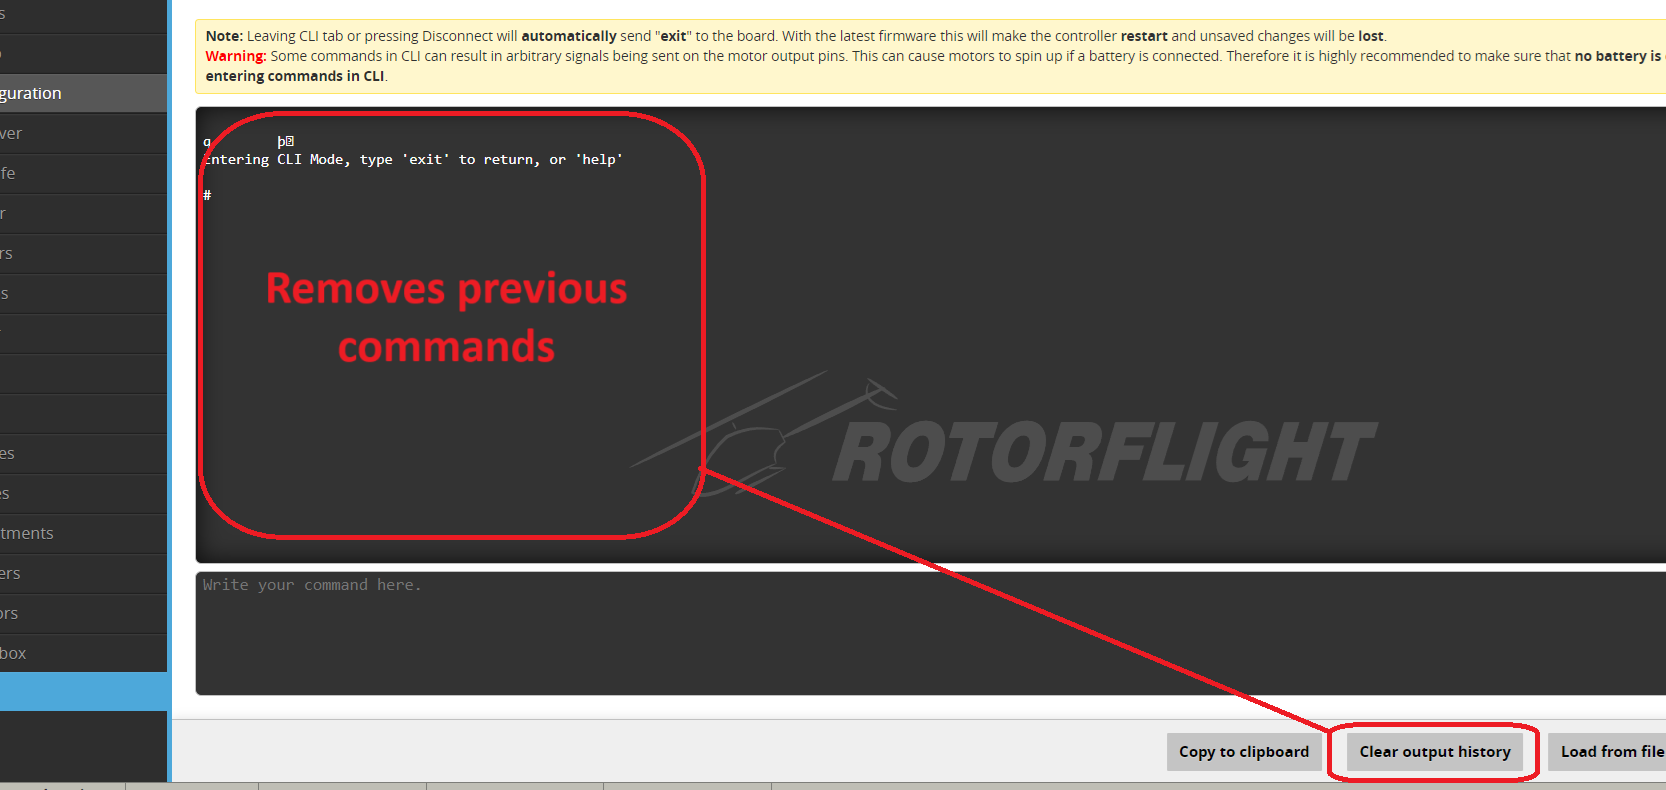 Note: Leaving CLI tab or pressing Disconnect will automatically send "exit" to the board. With the latest firmware this will make the controller restart and unsaved changes will be lost.
Warning: Some commands in CLI can result in arbitrary signals being sent on the motor output pins. This can cause motors to spin up if a battery is connected. Therefore it is highly recommended to make sure that no battery is
entering commands in CLI.
s
guration
ver
fe
r
rs
s
es
s
tments
ers
ors
box
q þ
Entering CLI Mode, type 'exit' to return, or 'help'
#
Removes previous
commands
ROTORFLIGHT
Write your command here.
Copy to clipboard
Clear output history
Load from file